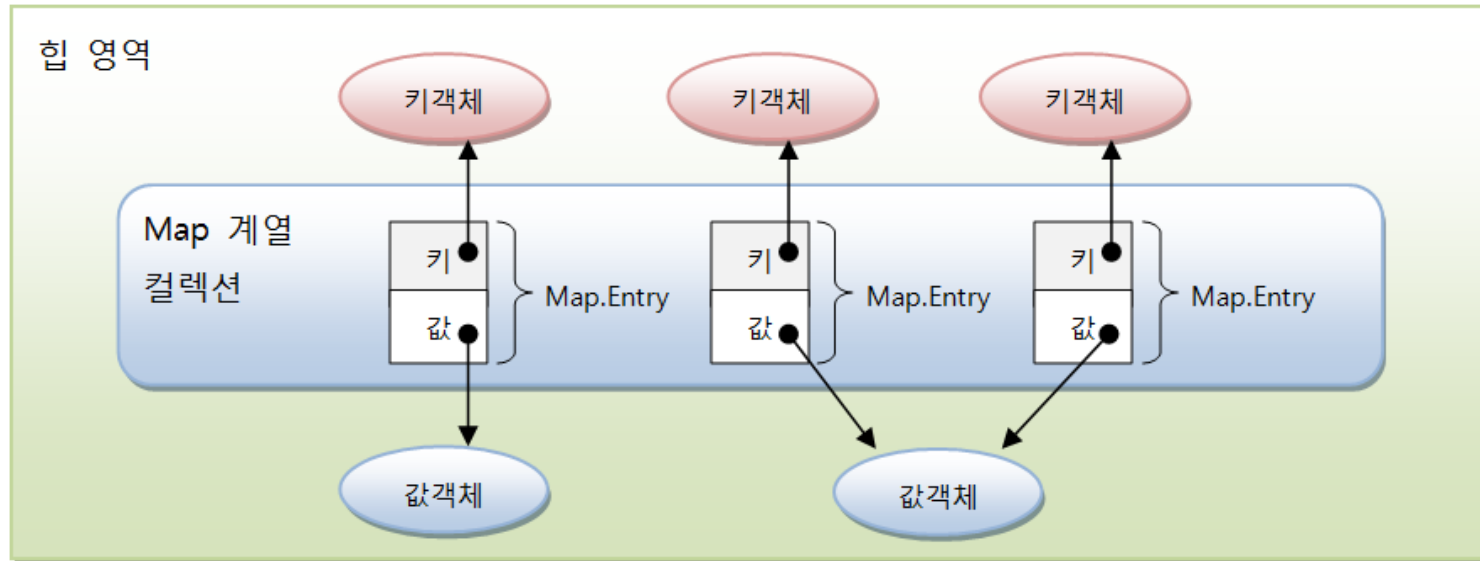 힙 영역
키객체
키객체
키객체
Map 계열
컬렉션
키
값
Map.Entry
키
값
Map.Entry
키
값
Map.Entry
값객체
값객체